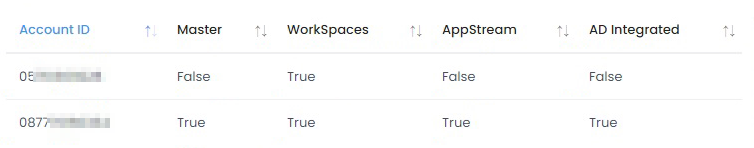 Account ID Master WorkSpaces AppStream AD Integrated
05 False True False False
0877 True True True True